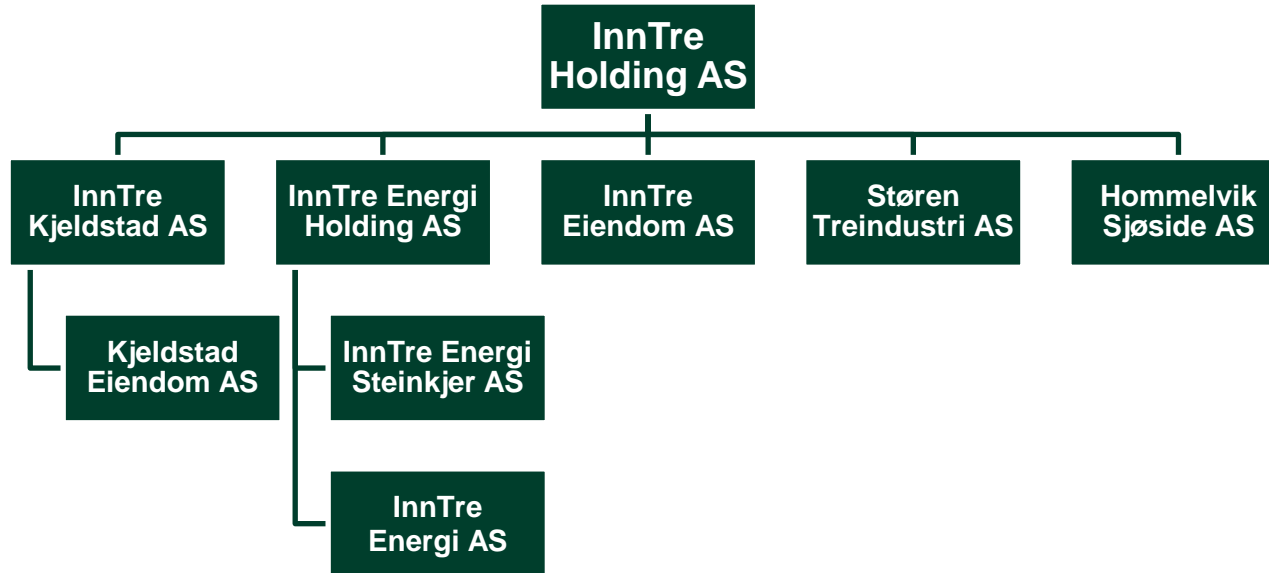 InnTre
Holding AS
InnTre
Kjeldstad AS
InnTre Energi
Holding AS
InnTre
Eiendom AS
Støren
Treindustri AS
Hommelvik
Sjøside AS
Kjeldstad
Eiendom AS
InnTre Energi
Steinkjer AS
InnTre
Energi AS